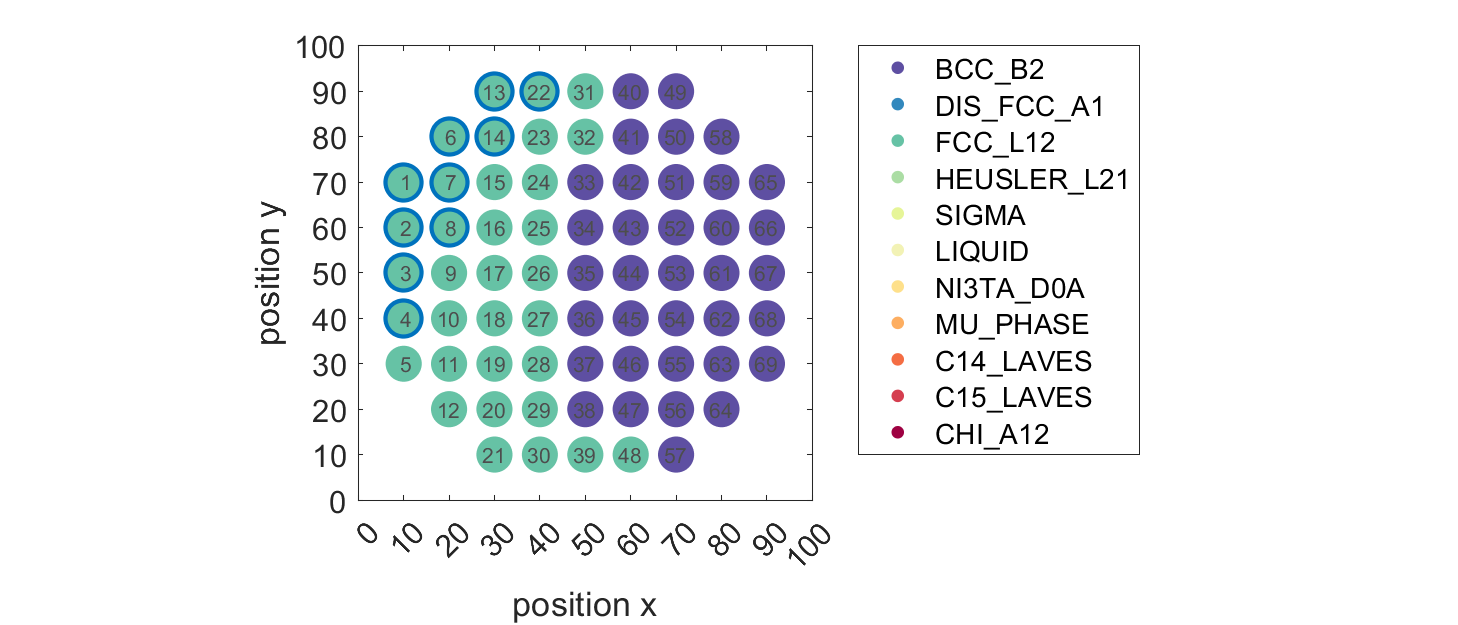 100
90
80
70
60
50
40
30
20
10
0
position y
13 22 31 40 49
6 14 23 32 41 50 58
1 7 15 24 33 42 51 59 65
2 8 16 25 34 43 52 60 66
3 9 17 26 35 44 53 61 67
4 10 18 27 36 45 54 62 68
5 11 19 28 37 46 55 63 69
12 20 29 38 47 56 64
21 30 39 48 57
0 10 20 30 40 50 60 70 80 90 100
position x
BCC_B2
DIS_FCC_A1
FCC_L12
HEUSLER_L21
SIGMA
LIQUID
NI3TA_D0A
MU_PHASE
C14_LAVES
C15_LAVES
CHI_A12